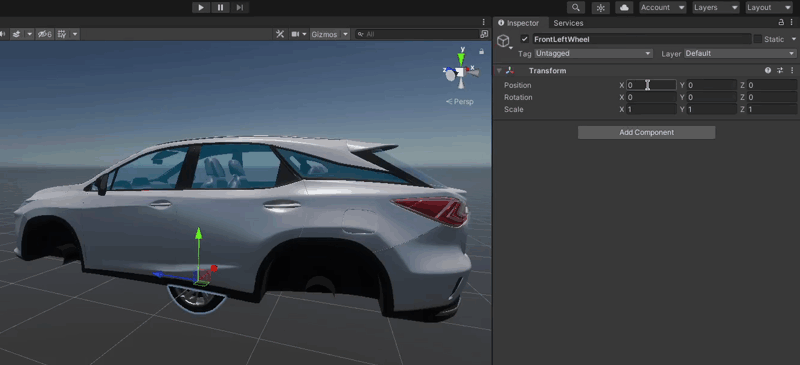 Account Layers Layout
Inspector Services
6 Gizmos All
FrontLeftWheel Static
Tag Untagged Layer Default
Transform
Position X 0 Y 0 Z 0
Rotation X 0 Y 0 Z 0
Scale X 1 Y 1 Z 1
Add Component
y
z x
Persp